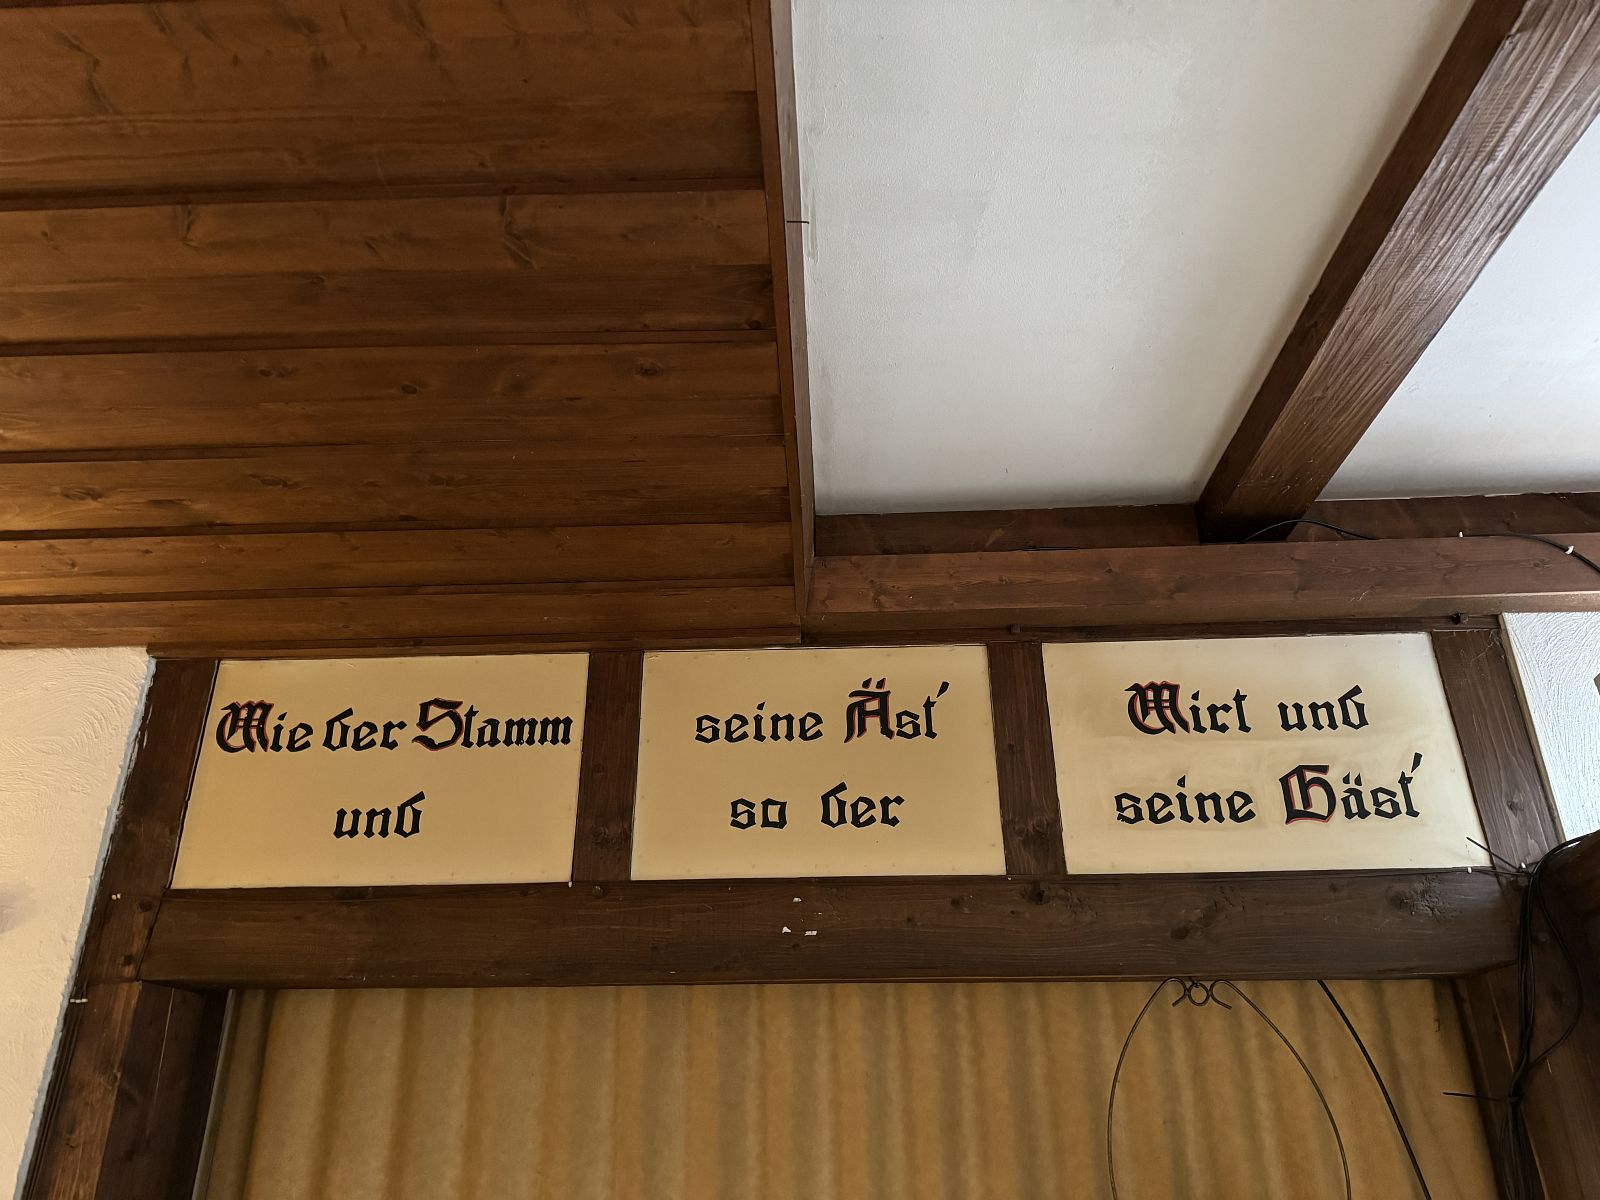 Wie der Stamm
und
seine Äst'
so der
Wirt und
seine Gäst'